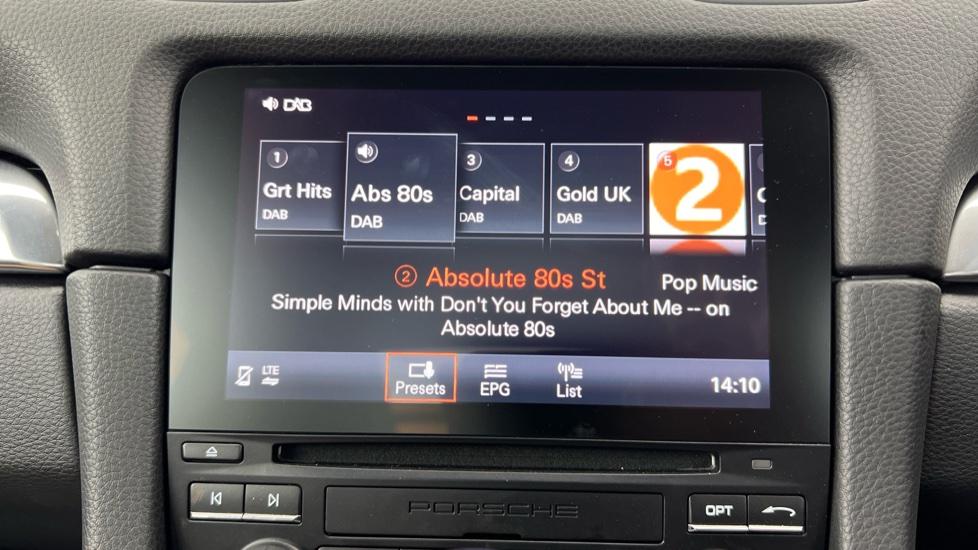 DAB
1
3
4
5
Grt Hits
Abs 80s
Capital
Gold UK
2
C
DAB
DAB
DAB
DAB
2 Absolute 80s St
Pop Music
Simple Minds with Don't You Forget About Me -- on
Absolute 80s
LTE
Presets
EPG
List
14:10
PORSCHE
OPT